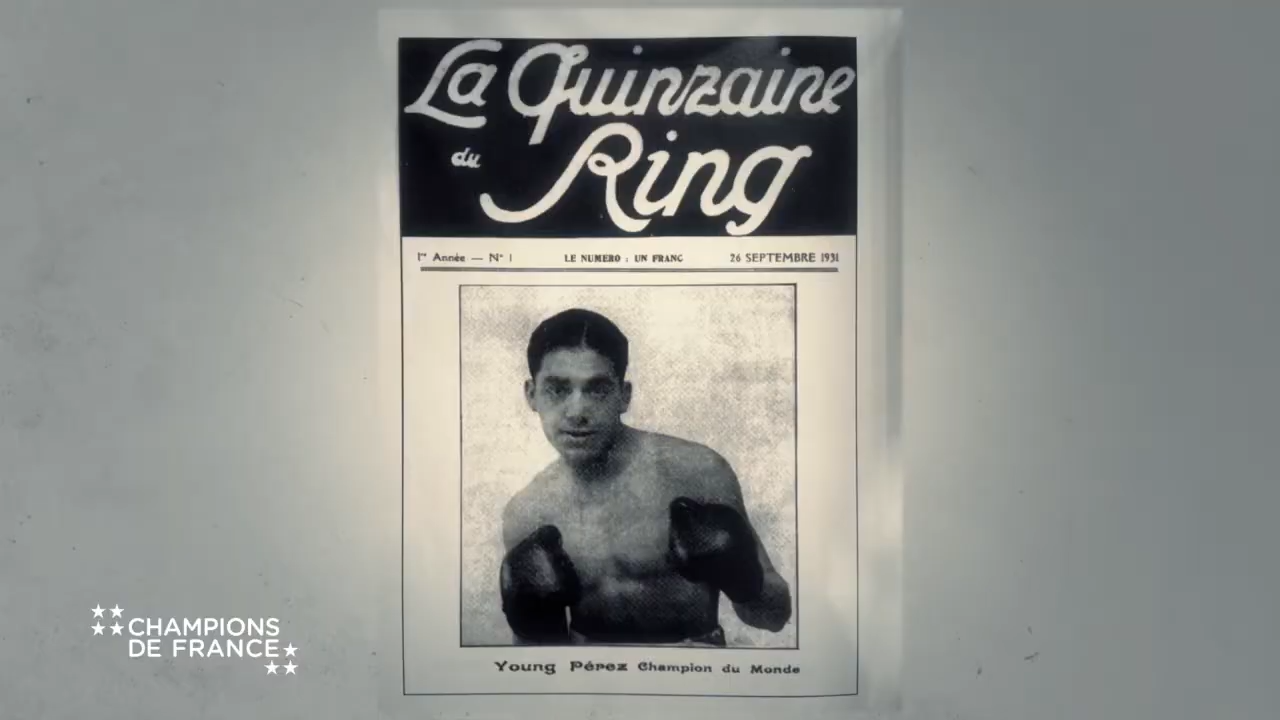 La Quinzaine
du Ring
1re Année — N° 1 LE NUMERO : UN FRANC 26 SEPTEMBRE 1931
Young Pérez Champion du Monde
CHAMPIONS
DE FRANCE